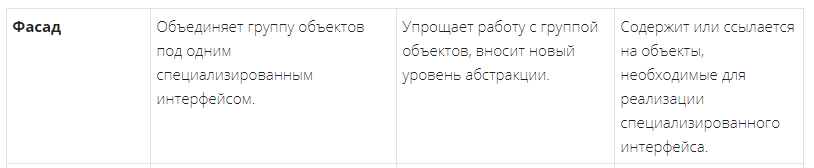 Фасад
Объединяет группу объектов
под одним
специализированным
интерфейсом.
Упрощает работу с группой
объектов, вносит новый
уровень абстракции.
Содержит или ссылается
на объекты,
необходимые для
реализации
специализированного
интерфейса.